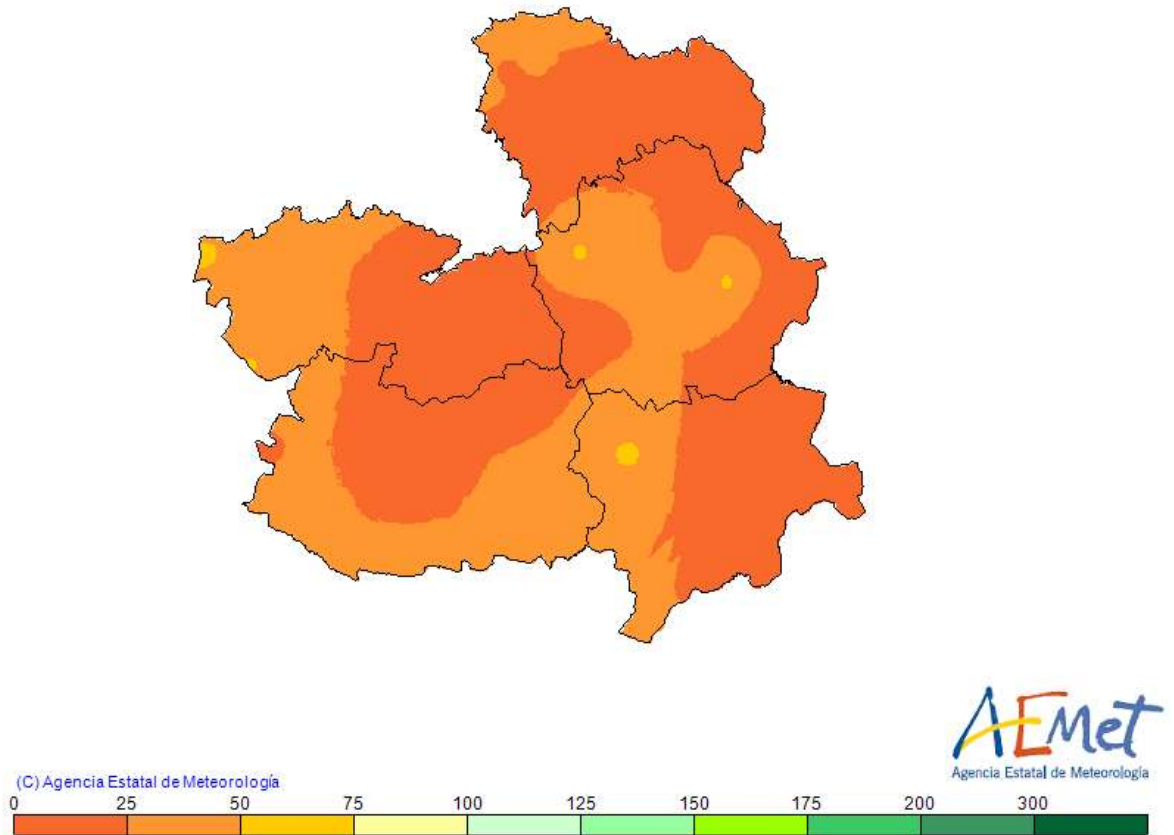 AEMet
Agencia Estatal de Meteorología
(C) Agencia Estatal de Meteorología
0 25 50 75 100 125 150 175 200 300